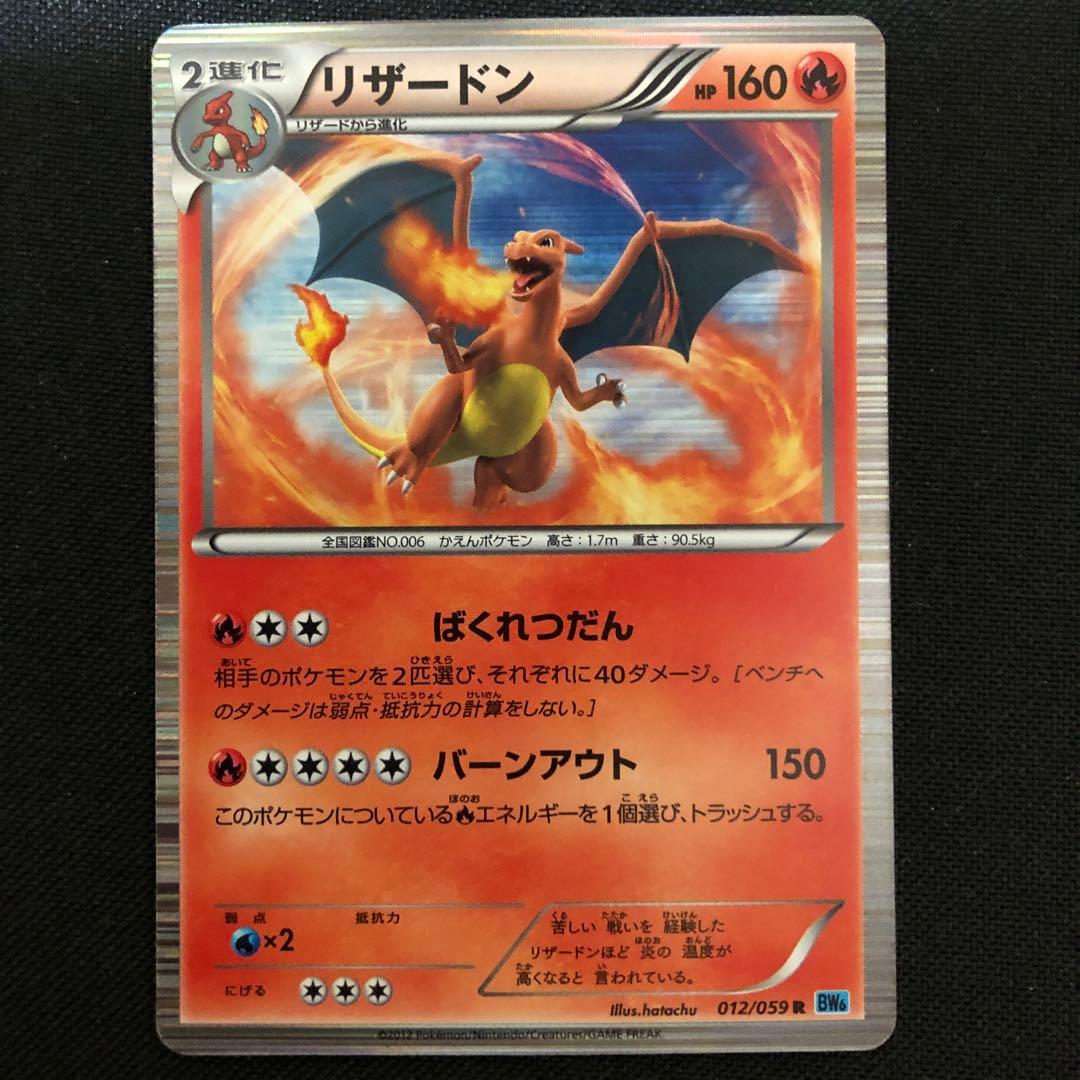 2進化
リザードン
HP160
リザードから進化
全国図鑑NO.006 かえんポケモン 高さ:1.7m 重さ:90.5kg
ばくれつだん
相手のポケモンを2匹選び、それぞれに40ダメージ。[ベンチへ
のダメージは弱点・抵抗力の計算をしない。]
バーンアウト 150
このポケモンについているエネルギーを1個選び、トラッシュする。
弱点 抵抗力
×2
にげる
苦しい 戦いを 経験した
リザードンほど 炎の 温度が
高くなると 言われている。
Illus.hatachu 012/059 R BW6
©2012 Pokémon/Nintendo/Creatures/GAME FREAK